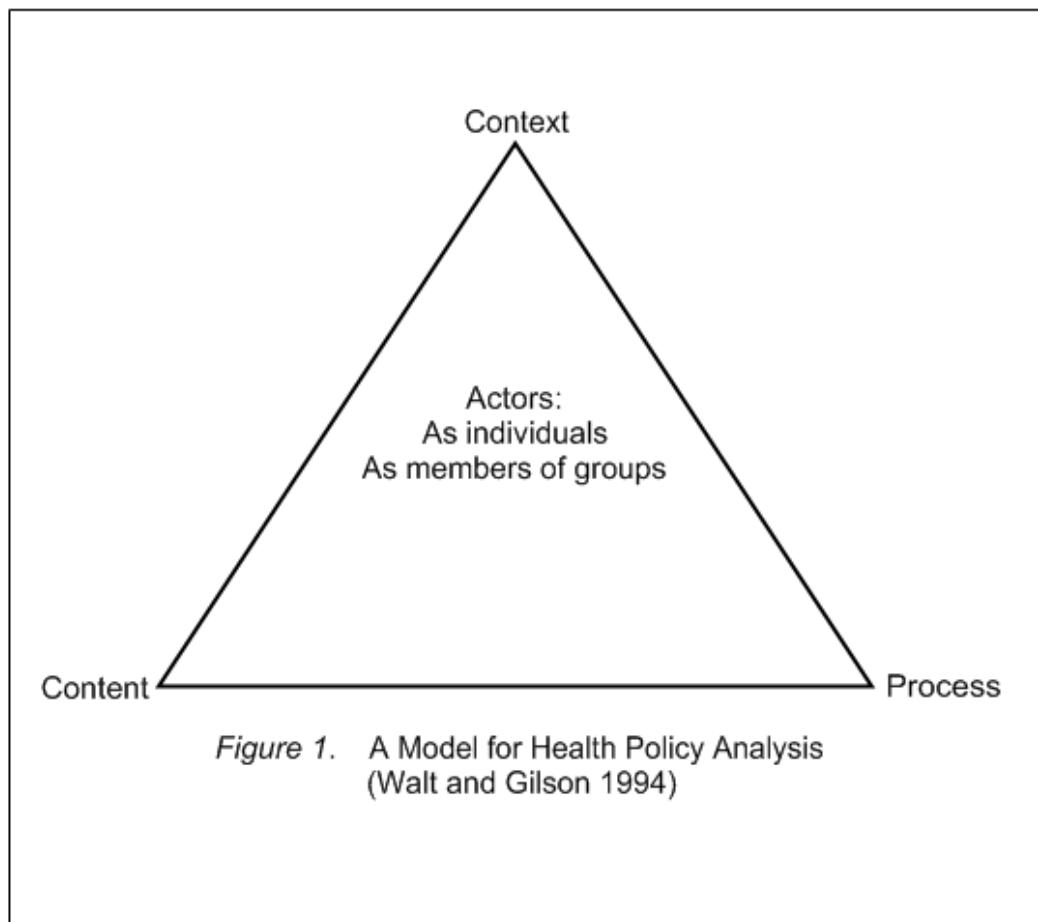 Context
Actors:
As individuals
As members of groups
Content
Process
Figure 1. A Model for Health Policy Analysis
(Walt and Gilson 1994)